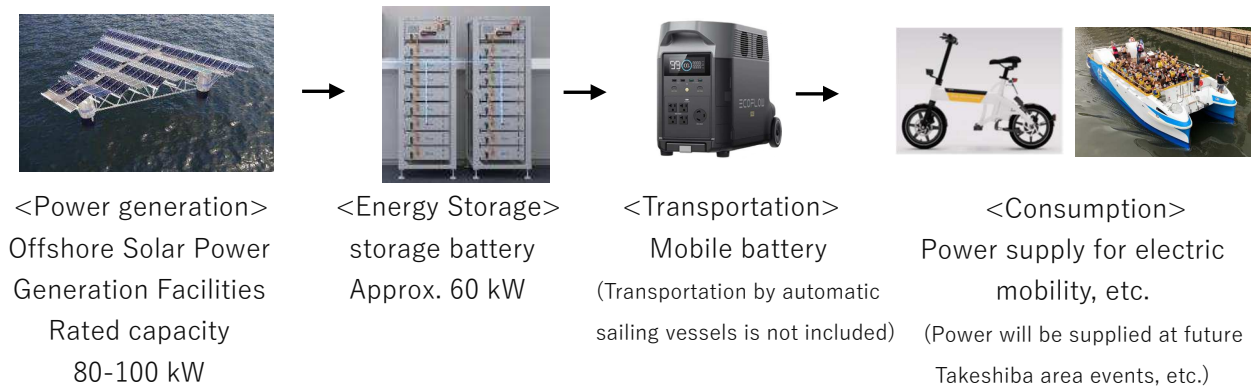 <Power generation>
Offshore Solar Power
Generation Facilities
Rated capacity
80-100 kW
<Energy Storage>
storage battery
Approx. 60 kW
ECOFLOW
<Transportation>
Mobile battery
(Transportation by automatic
sailing vessels is not included)
<Consumption>
Power supply for electric
mobility, etc.
(Power will be supplied at future
Takeshiba area events, etc.)